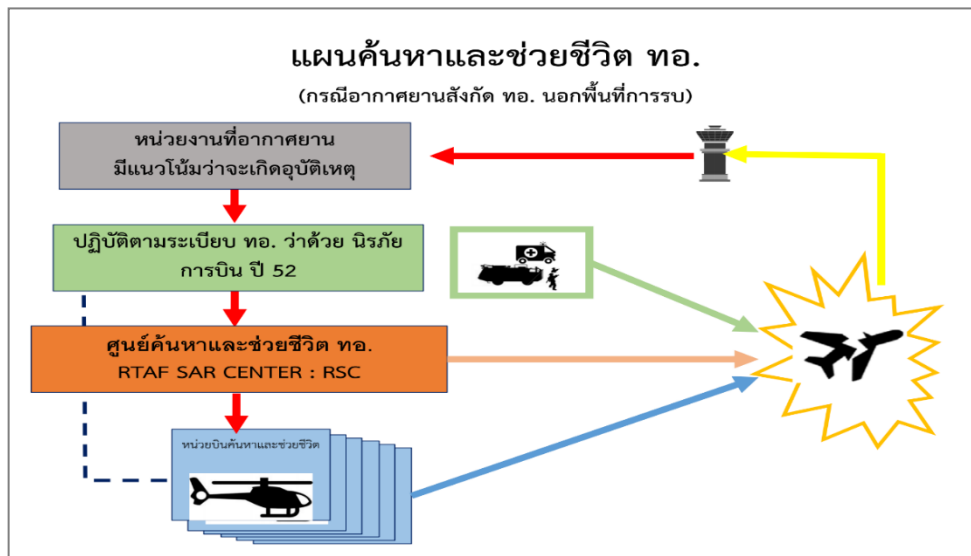 แผนค้นหาและช่วยชีวิต ทอ.
(กรณีอากาศยานสังกัด ทอ. นอกพื้นที่การรบ)
หน่วยงานที่อากาศยาน
มีแนวโน้มว่าจะเกิดอุบัติเหตุ
ปฏิบัติตามระเบียบ ทอ. ว่าด้วย นิรภัย
การบิน ปี 52
ศูนย์ค้นหาและช่วยชีวิต ทอ.
RTAF SAR CENTER : RSC
หน่วยบินค้นหาและช่วยชีวิต